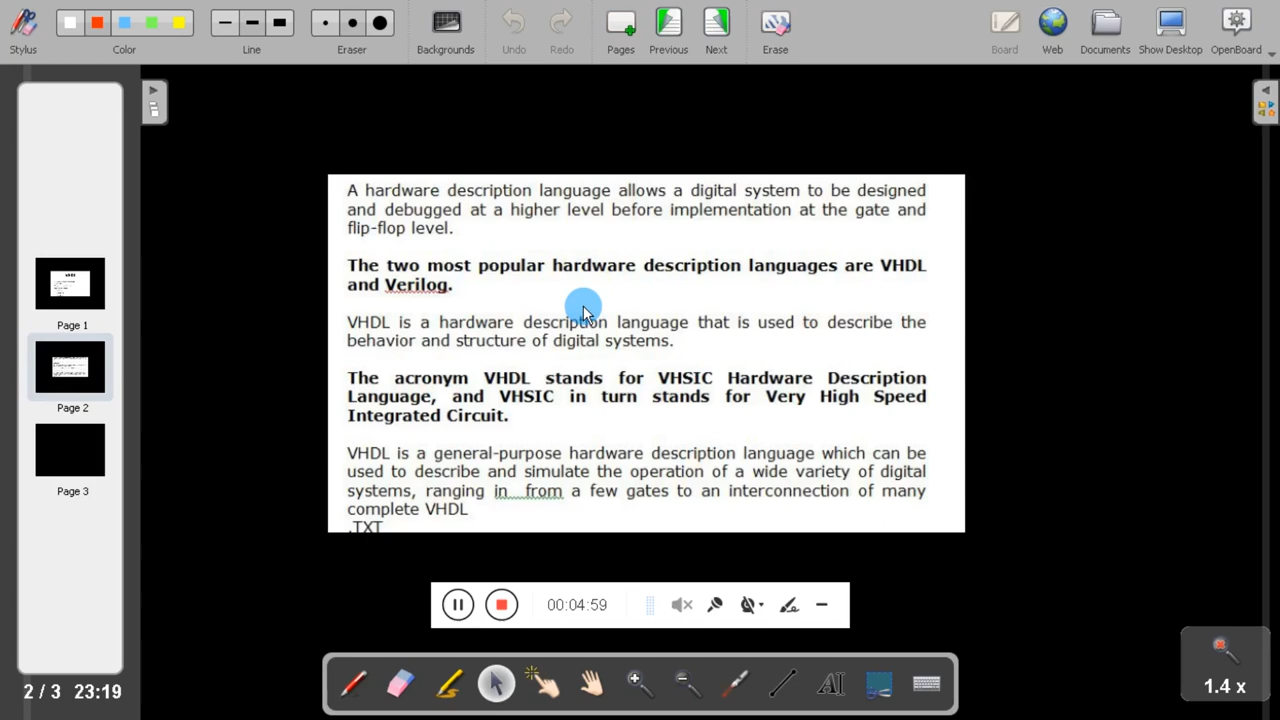 Stylus
Color
Line
Eraser
Backgrounds
Undo
Redo
Pages
Previous
Next
Erase
Board
Web
Documents
Show Desktop
OpenBoard
Page 1
Page 2
Page 3
A hardware description language allows a digital system to be designed
and debugged at a higher level before implementation at the gate and
flip-flop level.
The two most popular hardware description languages are VHDL
and Verilog.
VHDL is a hardware description language that is used to describe the
behavior and structure of digital systems.
The acronym VHDL stands for VHSIC Hardware Description
Language, and VHSIC in turn stands for Very High Speed
Integrated Circuit.
VHDL is a general-purpose hardware description language which can be
used to describe and simulate the operation of a wide variety of digital
systems, ranging in from a few gates to an interconnection of many
complete VHDL
.TXT
00:04:59
2 / 3 23:19
1.4 x